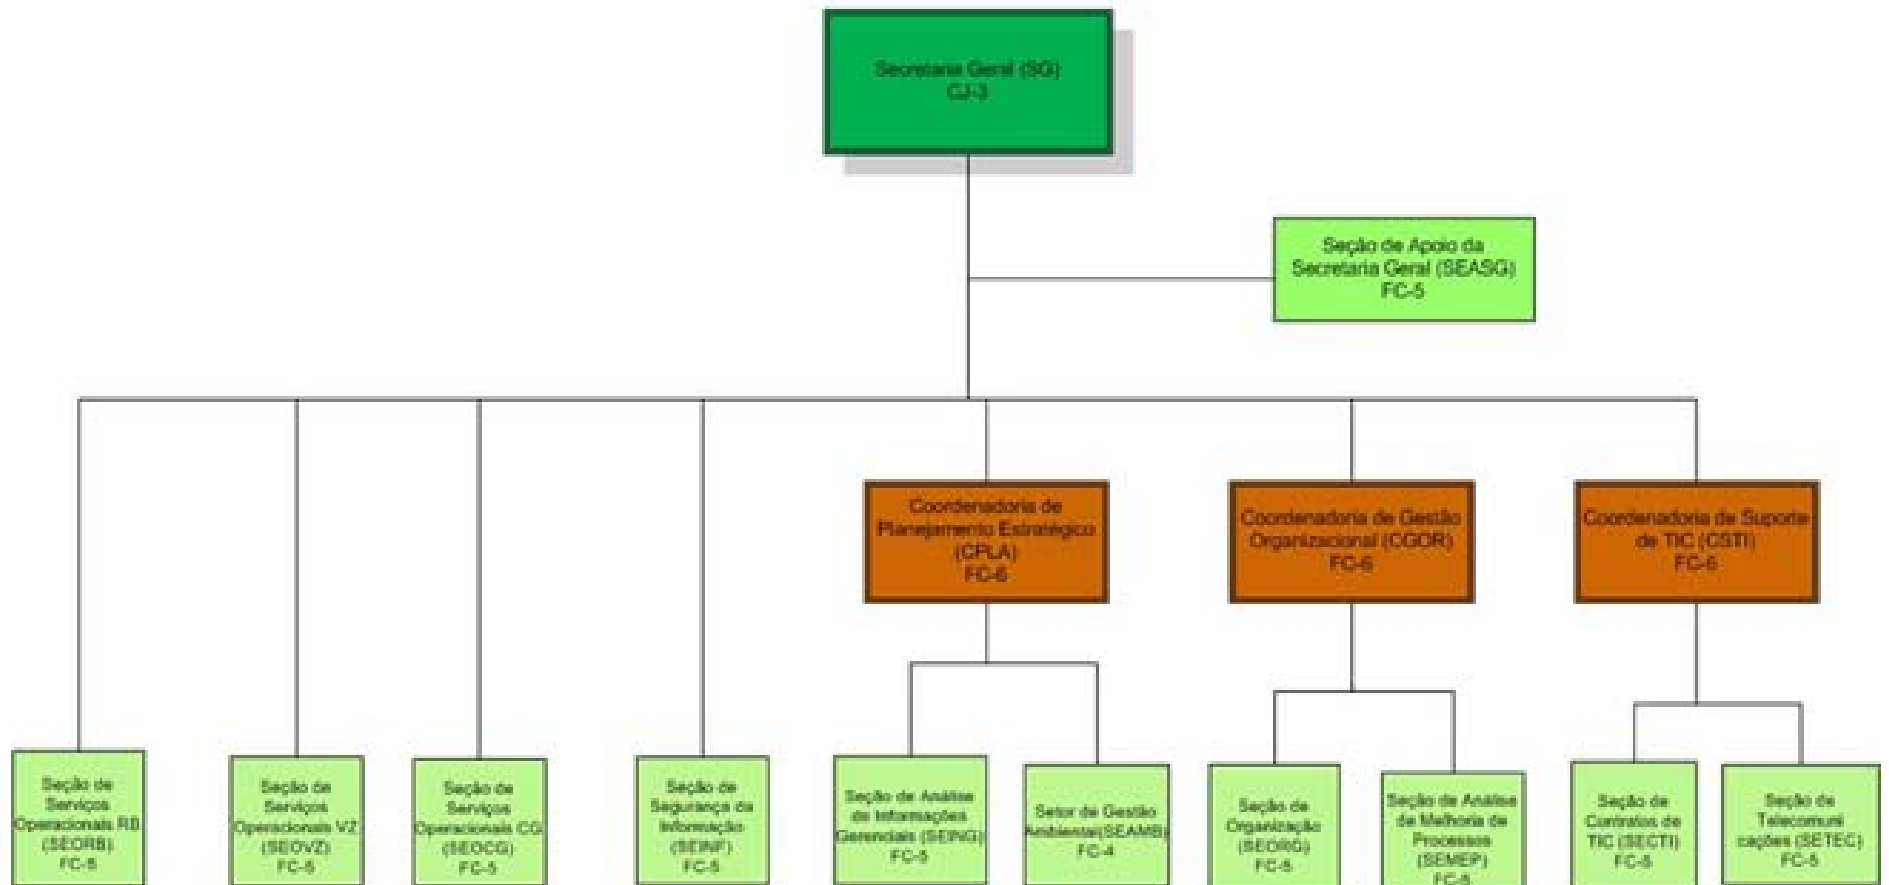 Secretaria Geral (SG)
CJ-3
Seção de Apoio da
Secretaria Geral (SEASG)
FC-5
Coordenadoria de
Planejamento Estratégico
(CPLA)
FC-6
Coordenadoria de Gestão
Organizacional (CGOR)
FC-6
Coordenadoria de Suporte
de TIC (CSTI)
FC-6
Seção de
Serviços
Operacionais RB
(SEORB)
FC-5
Seção de
Serviços
Operacionais VZ
(SEOVZ)
FC-5
Seção de
Serviços
Operacionais CG
(SEOCG)
FC-5
Seção de
Segurança da
Informação
(SEINF)
FC-5
Seção de Análise
de Informações
Gerenciais (SEING)
FC-5
Setor de Gestão
Ambiental(SEAMB)
FC-4
Seção de
Organização
(SEORG)
FC-5
Seção de Análise
de Melhoria de
Processos
(SEMEP)
FC-5
Seção de
Contratos de
TIC (SECTI)
FC-5
Seção de
Telecomuni
cações (SETEC)
FC-5